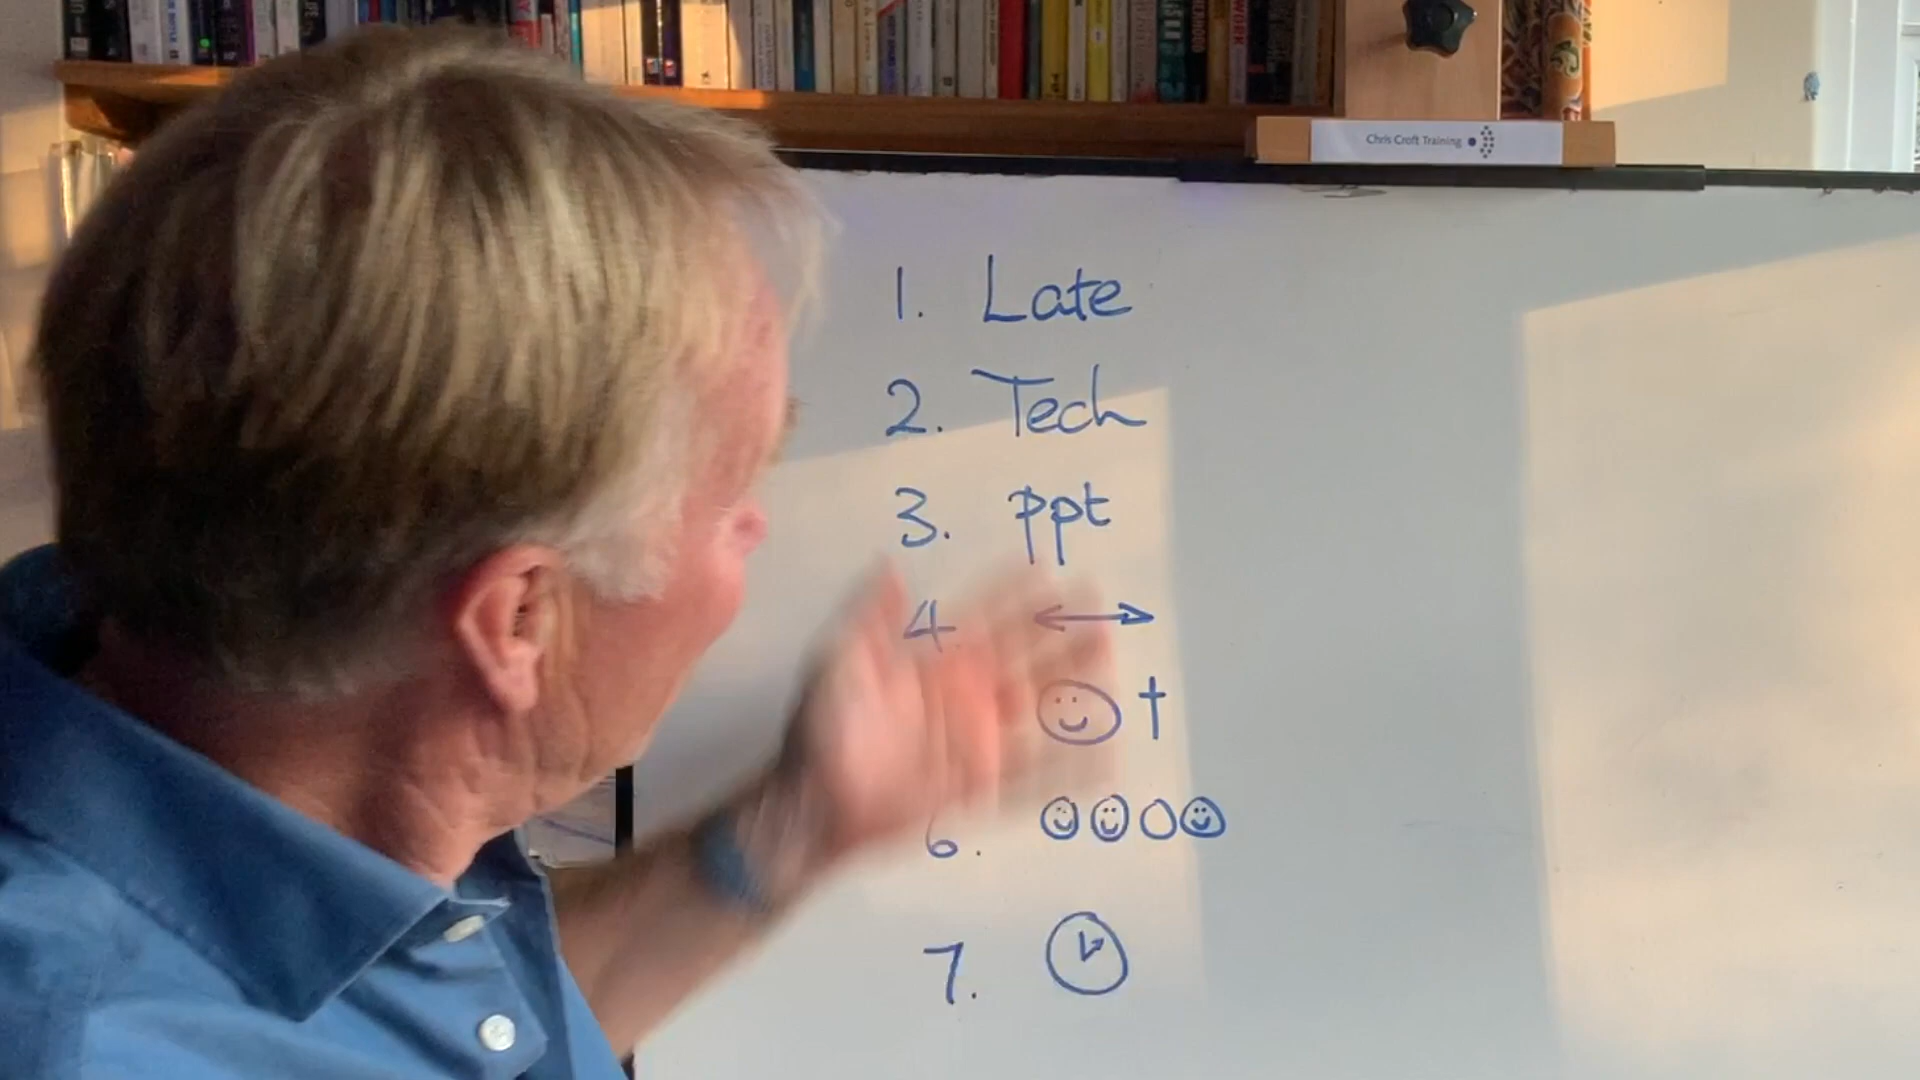 Chris Croft Training
1. Late
2. Tech
3. ppt
4.
6.
7.